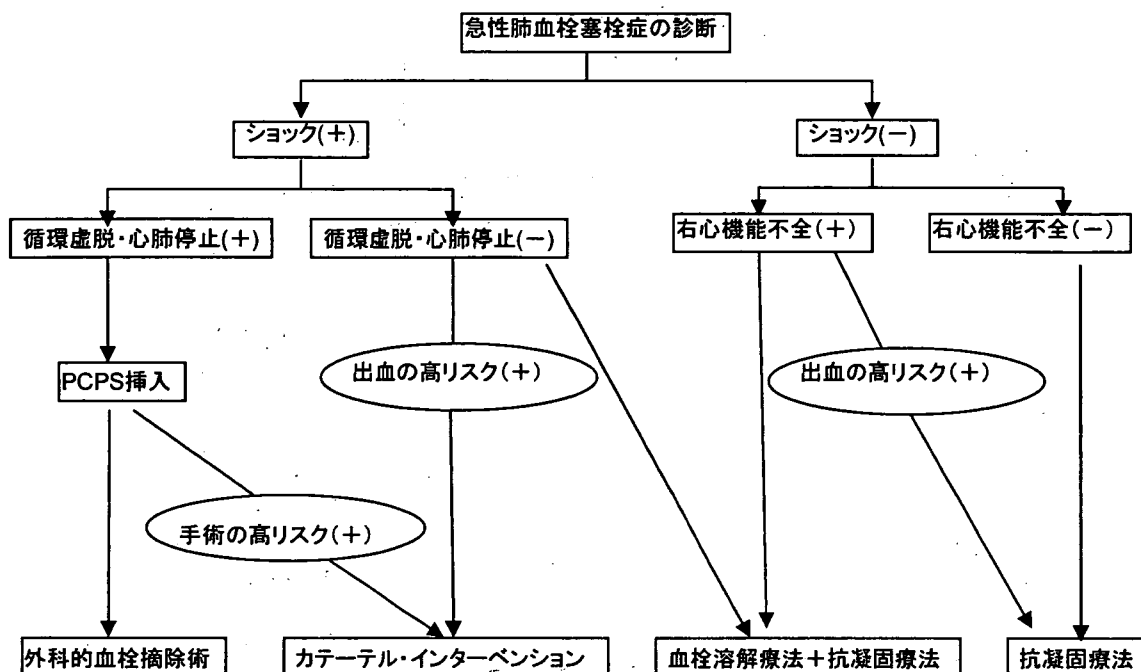 急性肺血栓塞栓症の診断
ショック(+)
ショック(-)
循環虚脱・心肺停止(+)
循環虚脱・心肺停止(-)
右心機能不全(+)
右心機能不全(-)
PCPS挿入
出血の高リスク(+)
出血の高リスク(+)
手術の高リスク(+)
外科的血栓摘除術
カテーテル・インターベンション
血栓溶解療法+抗凝固療法
抗凝固療法